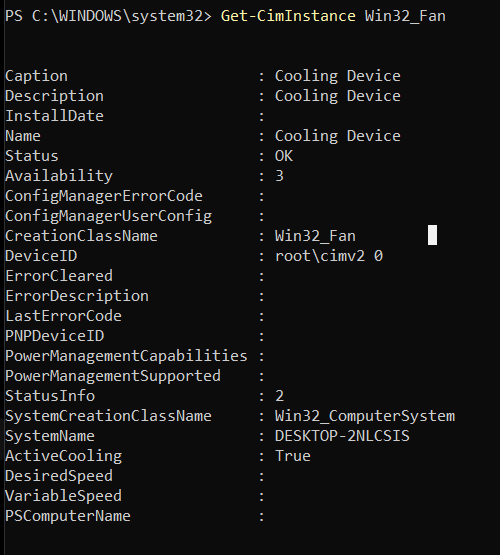 PS C:\WINDOWS\system32> Get-CimInstance Win32_Fan
Caption : Cooling Device
Description : Cooling Device
InstallDate :
Name : Cooling Device
Status : OK
Availability : 3
ConfigManagerErrorCode :
ConfigManagerUserConfig :
CreationClassName : Win32_Fan
DeviceID : root\cimv2 0
ErrorCleared :
ErrorDescription :
LastErrorCode :
PNPDeviceID :
PowerManagementCapabilities :
PowerManagementSupported :
StatusInfo : 2
SystemCreationClassName : Win32_ComputerSystem
SystemName : DESKTOP-2NLCSIS
ActiveCooling : True
DesiredSpeed :
VariableSpeed :
PSComputerName :